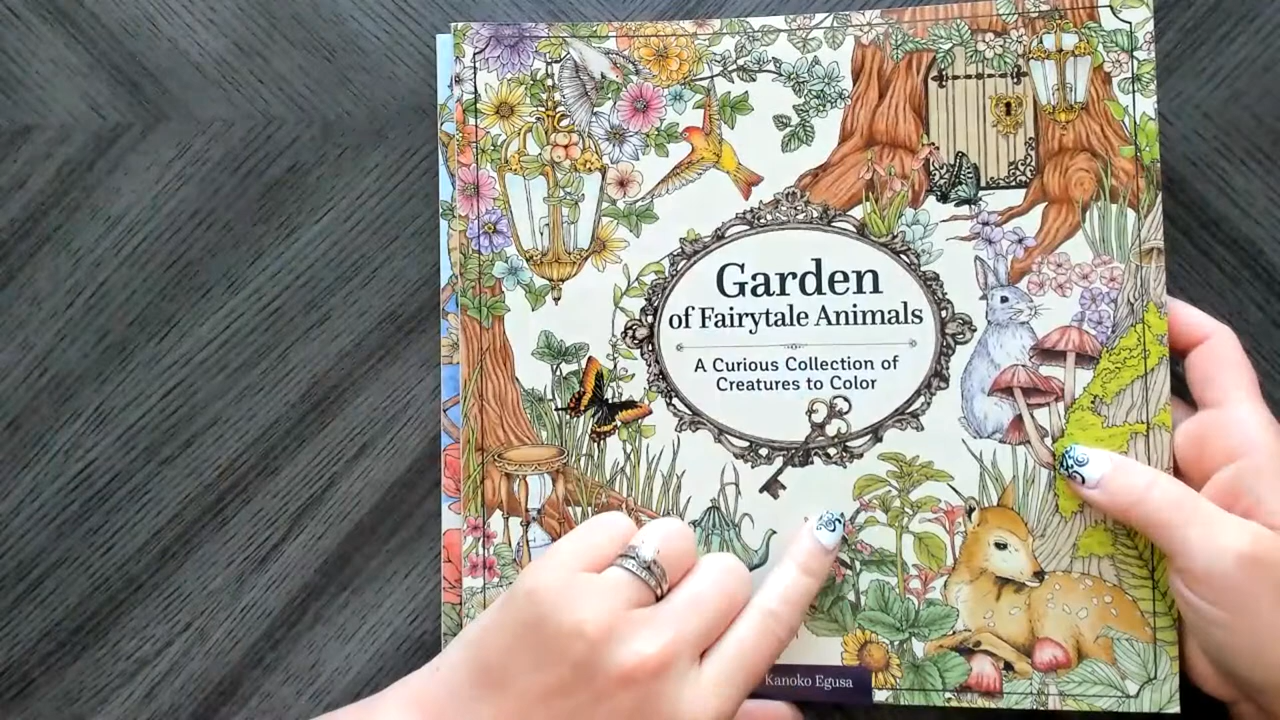 Garden
of Fairytale Animals
A Curious Collection of
Creatures to Color
Kanoko Egusa